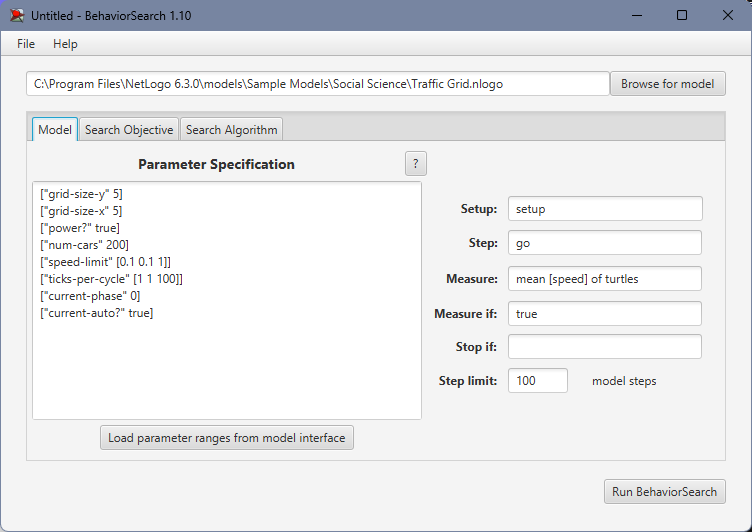 Untitled - BehaviorSearch 1.10
File Help
C:\Program Files\NetLogo 6.3.0\models\Sample Models\Social Science\Traffic Grid.nlogo
Browse for model
Model
Search Objective
Search Algorithm
Parameter Specification
?
["grid-size-y" 5]
["grid-size-x" 5]
["power?" true]
["num-cars" 200]
["speed-limit" [0.1 0.1 1]]
["ticks-per-cycle" [1 1 100]]
["current-phase" 0]
["current-auto?" true]
Load parameter ranges from model interface
Setup: setup
Step: go
Measure: mean [speed] of turtles
Measure if: true
Stop if:
Step limit: 100 model steps
Run BehaviorSearch